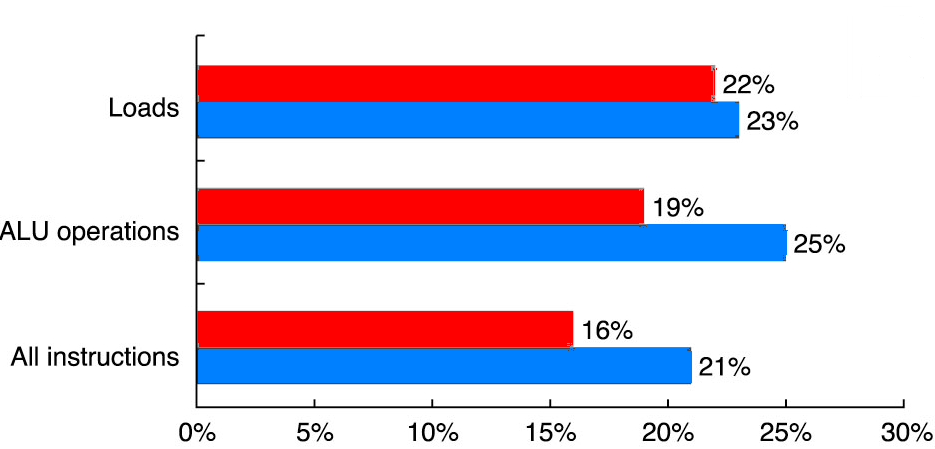 Loads
22%
23%
ALU operations
19%
25%
All instructions
16%
21%
0% 5% 10% 15% 20% 25% 30%